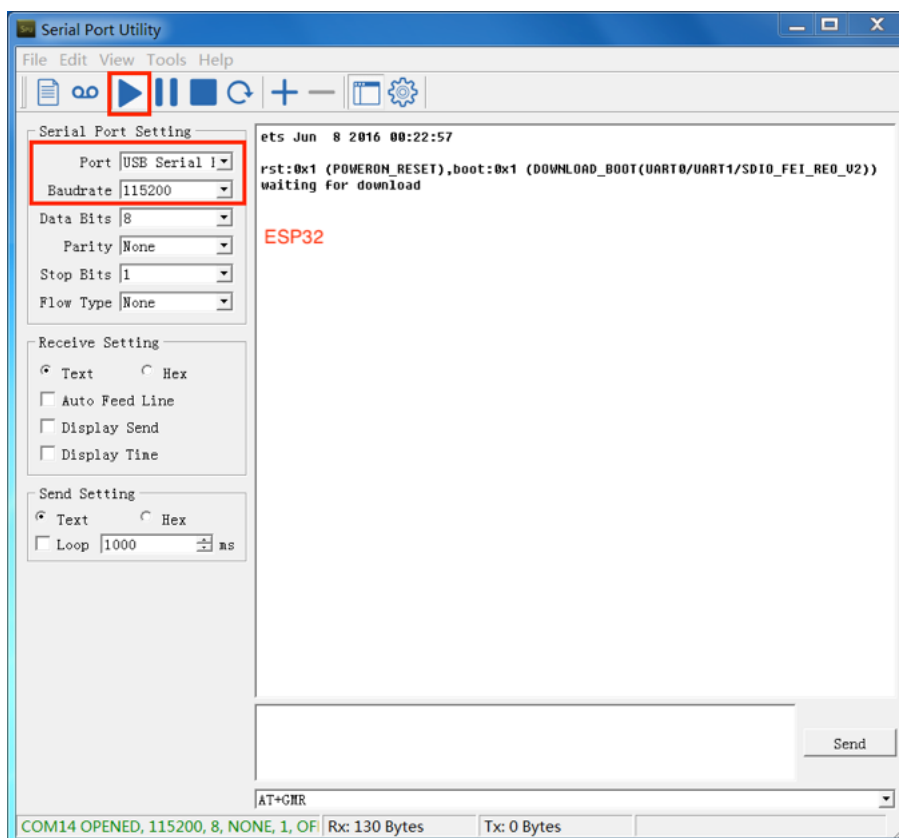 Serial Port Utility
File Edit View Tools Help
Serial Port Setting
Port USB Serial
Baudrate 115200
Data Bits 8
Parity None
Stop Bits 1
Flow Type None
Receive Setting
Text Hex
Auto Feed Line
Display Send
Display Time
Send Setting
Text Hex
Loop 1000 ms
ets Jun 8 2016 00:22:57
rst:0x1 (POWERON_RESET),boot:0x1 (DOWNLOAD_BOOT(UART0/UART1/SDIO_FEI_REO_V2))
waiting for download
ESP32
Send
AT+GMR
COM14 OPENED, 115200, 8, NONE, 1, OF Rx: 130 Bytes Tx: 0 Bytes